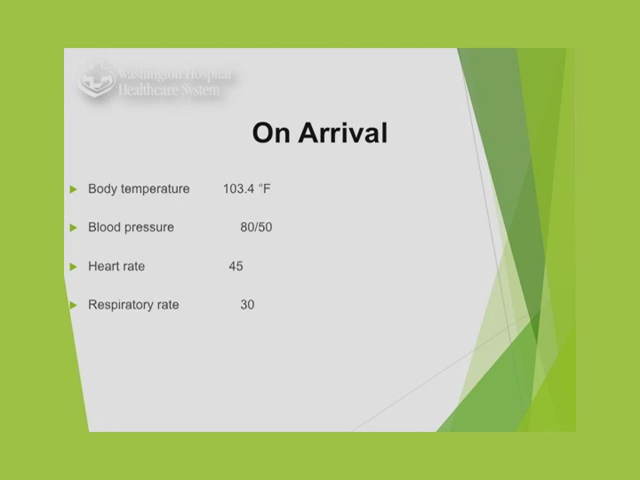 Washington Hospital
Healthcare System
On Arrival
Body temperature 103.4 °F
Blood pressure 80/50
Heart rate 45
Respiratory rate 30